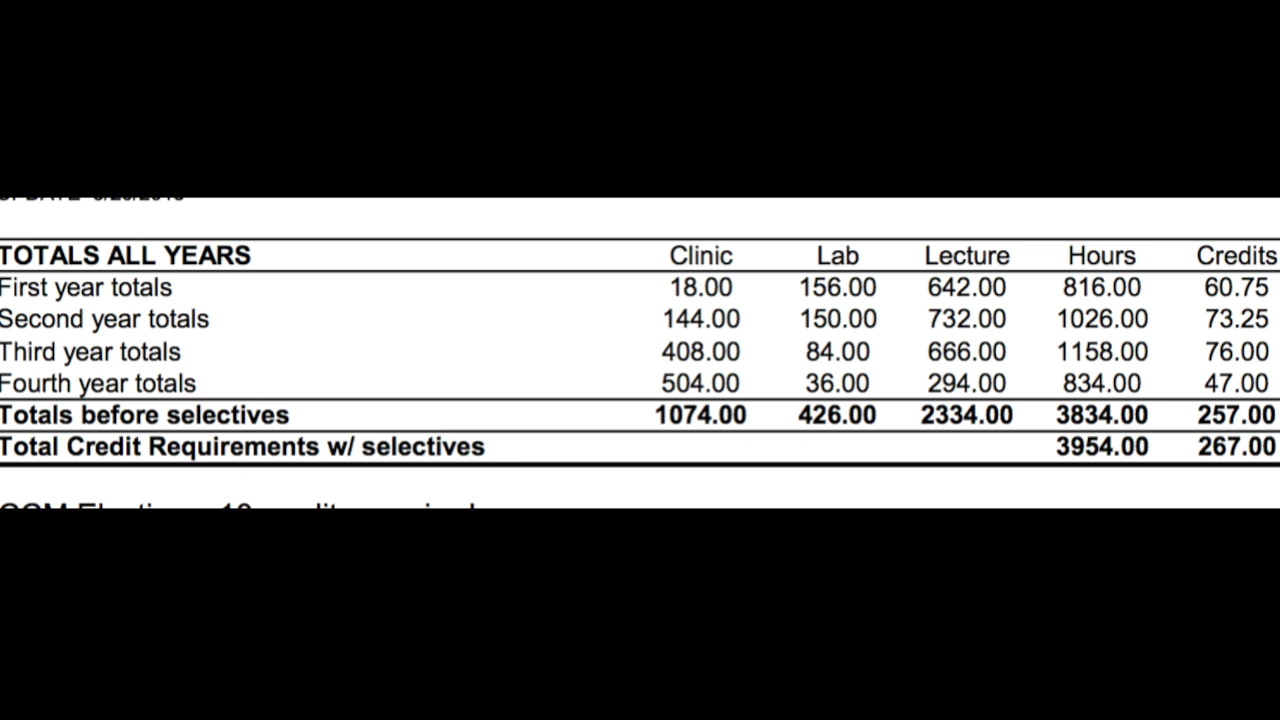 TOTALS ALL YEARS Clinic Lab Lecture Hours Credits
First year totals 18.00 156.00 642.00 816.00 60.75
Second year totals 144.00 150.00 732.00 1026.00 73.25
Third year totals 408.00 84.00 666.00 1158.00 76.00
Fourth year totals 504.00 36.00 294.00 834.00 47.00
Totals before selectives 1074.00 426.00 2334.00 3834.00 257.00
Total Credit Requirements w/ selectives 3954.00 267.00